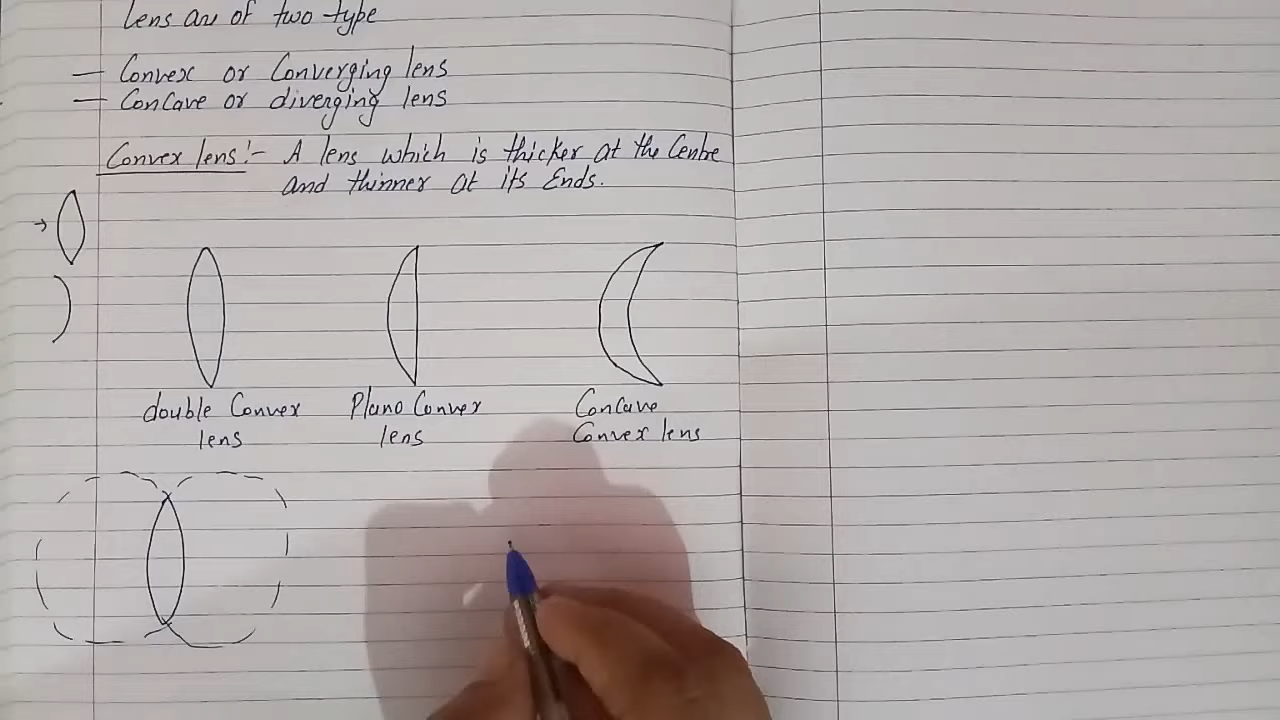 lens are of two type
— Convex or Converging lens
— Concave or diverging lens
Convex lens:- A lens which is thicker at the Centre
and thinner at its Ends.
double Convex
lens
Plano Convex
lens
Concave
Convex lens